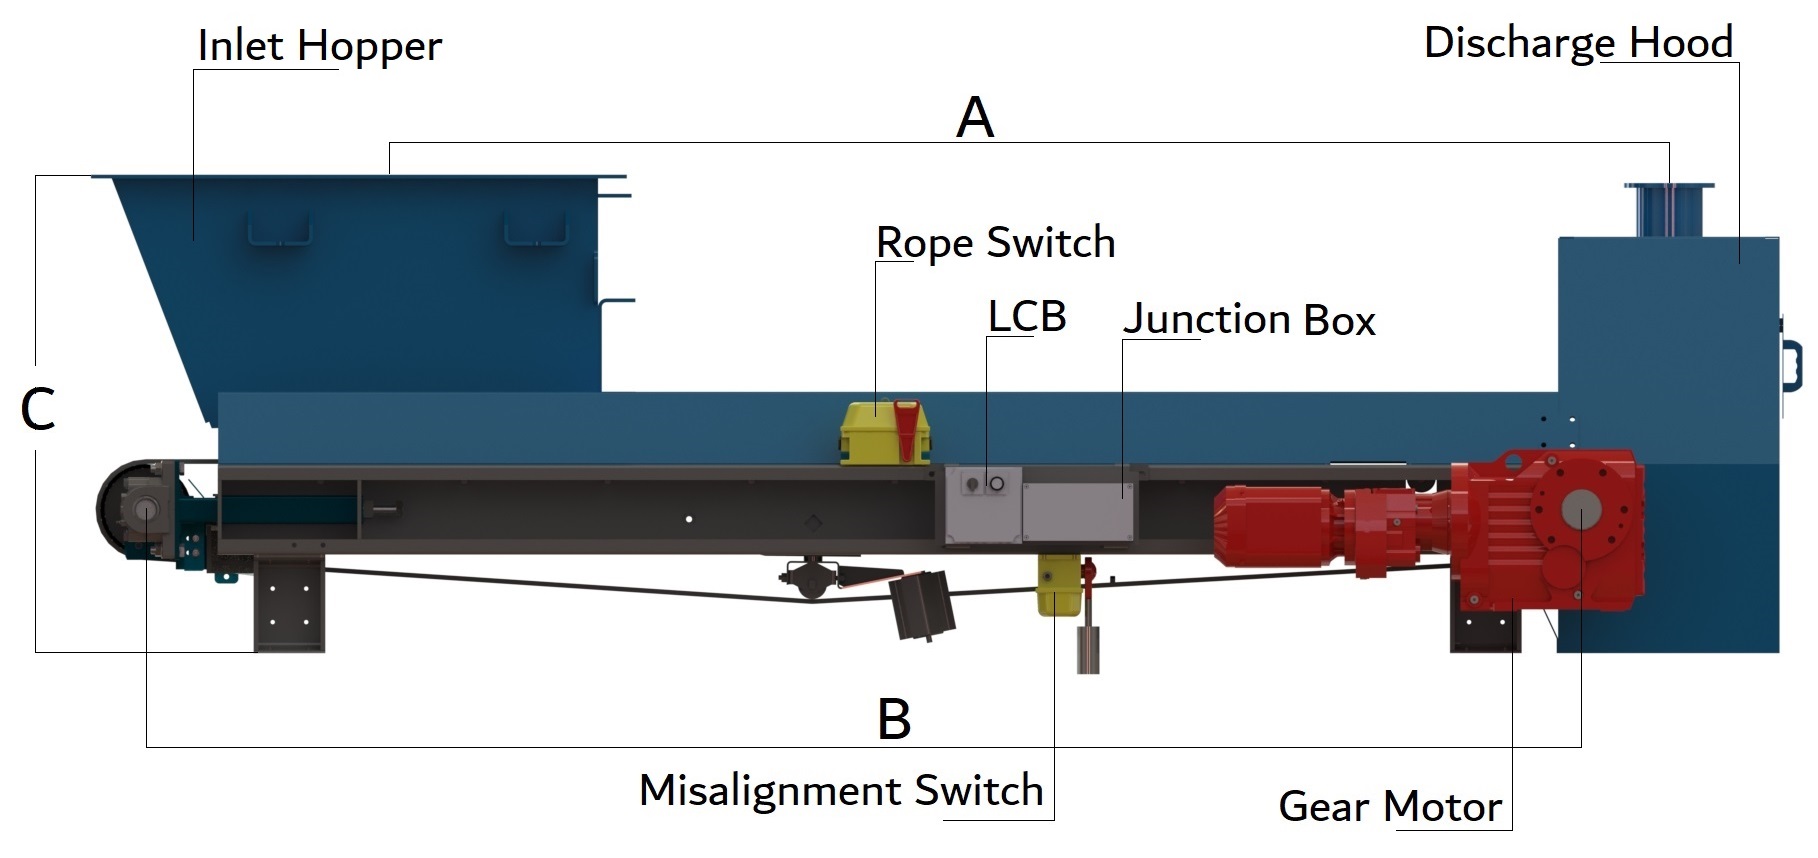 Inlet Hopper
Discharge Hood
A
Rope Switch
LCB
Junction Box
C
B
Misalignment Switch
Gear Motor